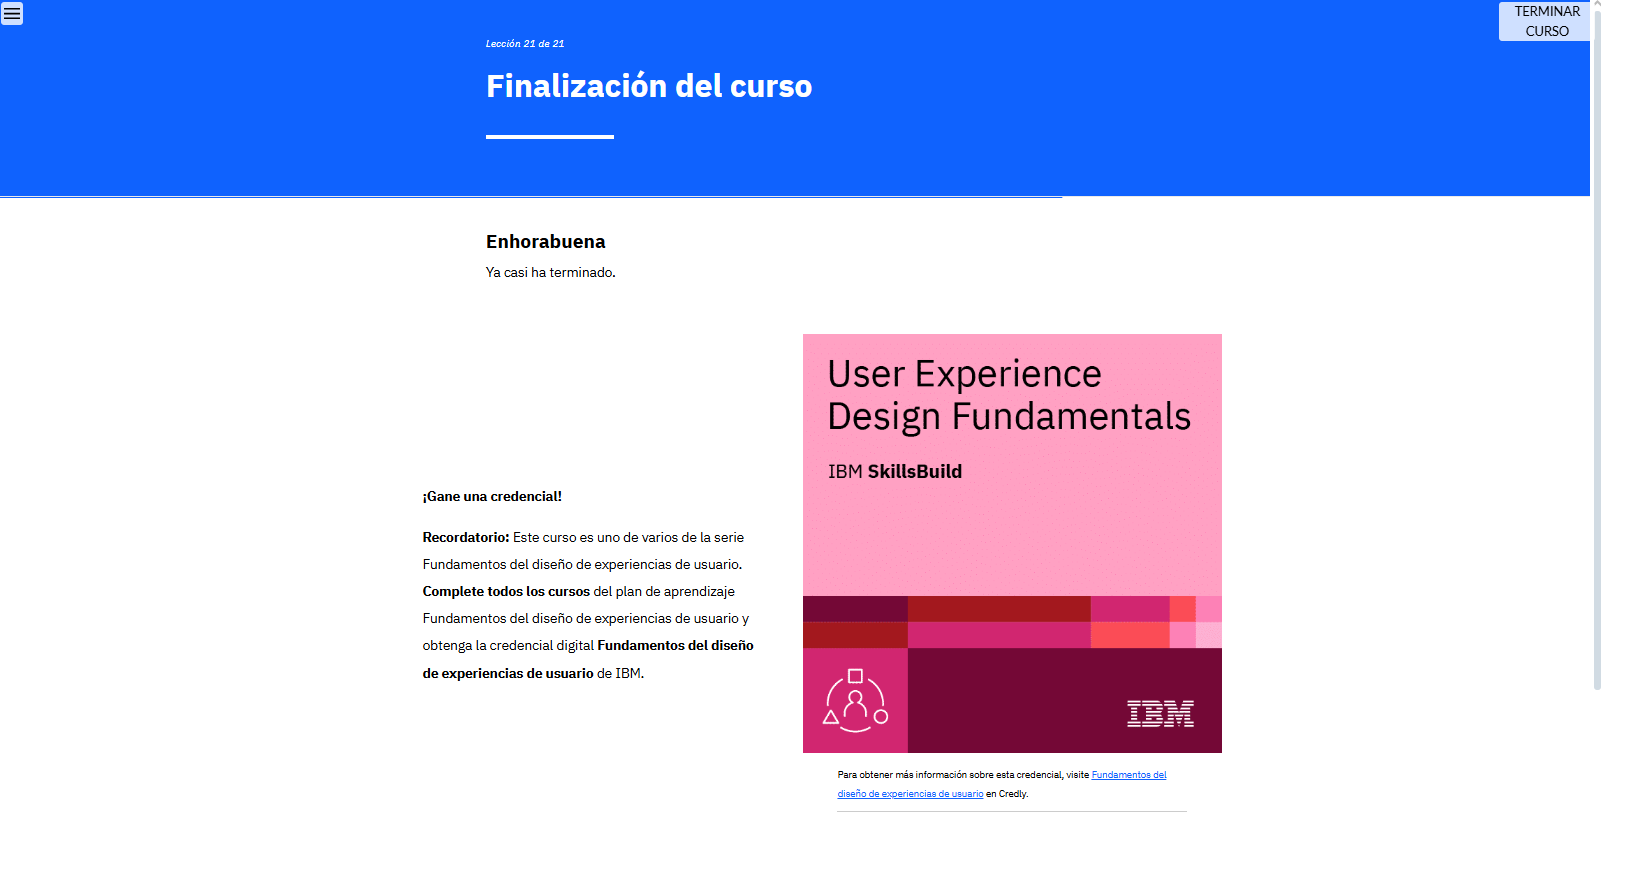 TERMINAR
CURSO
Lección 21 de 21
Finalización del curso
Enhorabuena
Ya casi ha terminado.
User Experience
Design Fundamentals
IBM SkillsBuild
¡Gane una credencial!
Recordatorio: Este curso es uno de varios de la serie
Fundamentos del diseño de experiencias de usuario.
Complete todos los cursos del plan de aprendizaje
Fundamentos del diseño de experiencias de usuario y
obtenga la credencial digital Fundamentos del diseño
de experiencias de usuario de IBM.
IBM
Para obtener más información sobre esta credencial, visite Fundamentos del
diseño de experiencias de usuario en Credly.